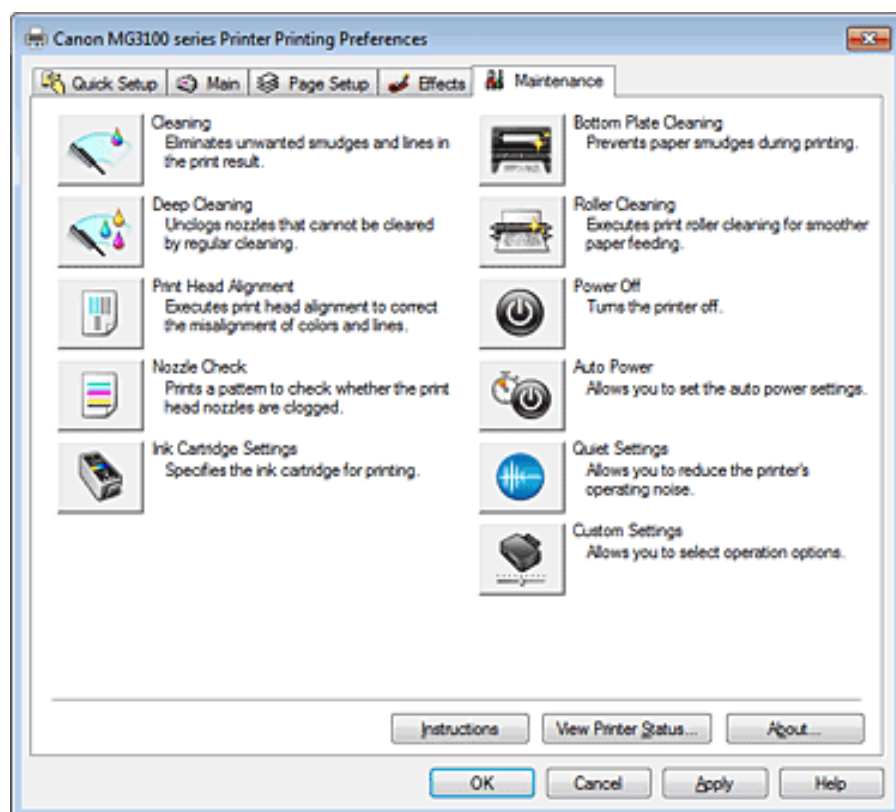 Canon MG3100 series Printer Printing Preferences
Quick Setup Main Page Setup Effects Maintenance
Cleaning
Eliminates unwanted smudges and lines in
the print result.
Deep Cleaning
Unclogs nozzles that cannot be cleared
by regular cleaning.
Print Head Alignment
Executes print head alignment to correct
the misalignment of colors and lines.
Nozzle Check
Prints a pattern to check whether the print
head nozzles are clogged.
Ink Cartridge Settings
Specifies the ink cartridge for printing.
Bottom Plate Cleaning
Prevents paper smudges during printing.
Roller Cleaning
Executes print roller cleaning for smoother
paper feeding.
Power Off
Turns the printer off.
Auto Power
Allows you to set the auto power settings.
Quiet Settings
Allows you to reduce the printer's
operating noise.
Custom Settings
Allows you to select operation options.
Instructions View Printer Status... About...
OK Cancel Apply Help